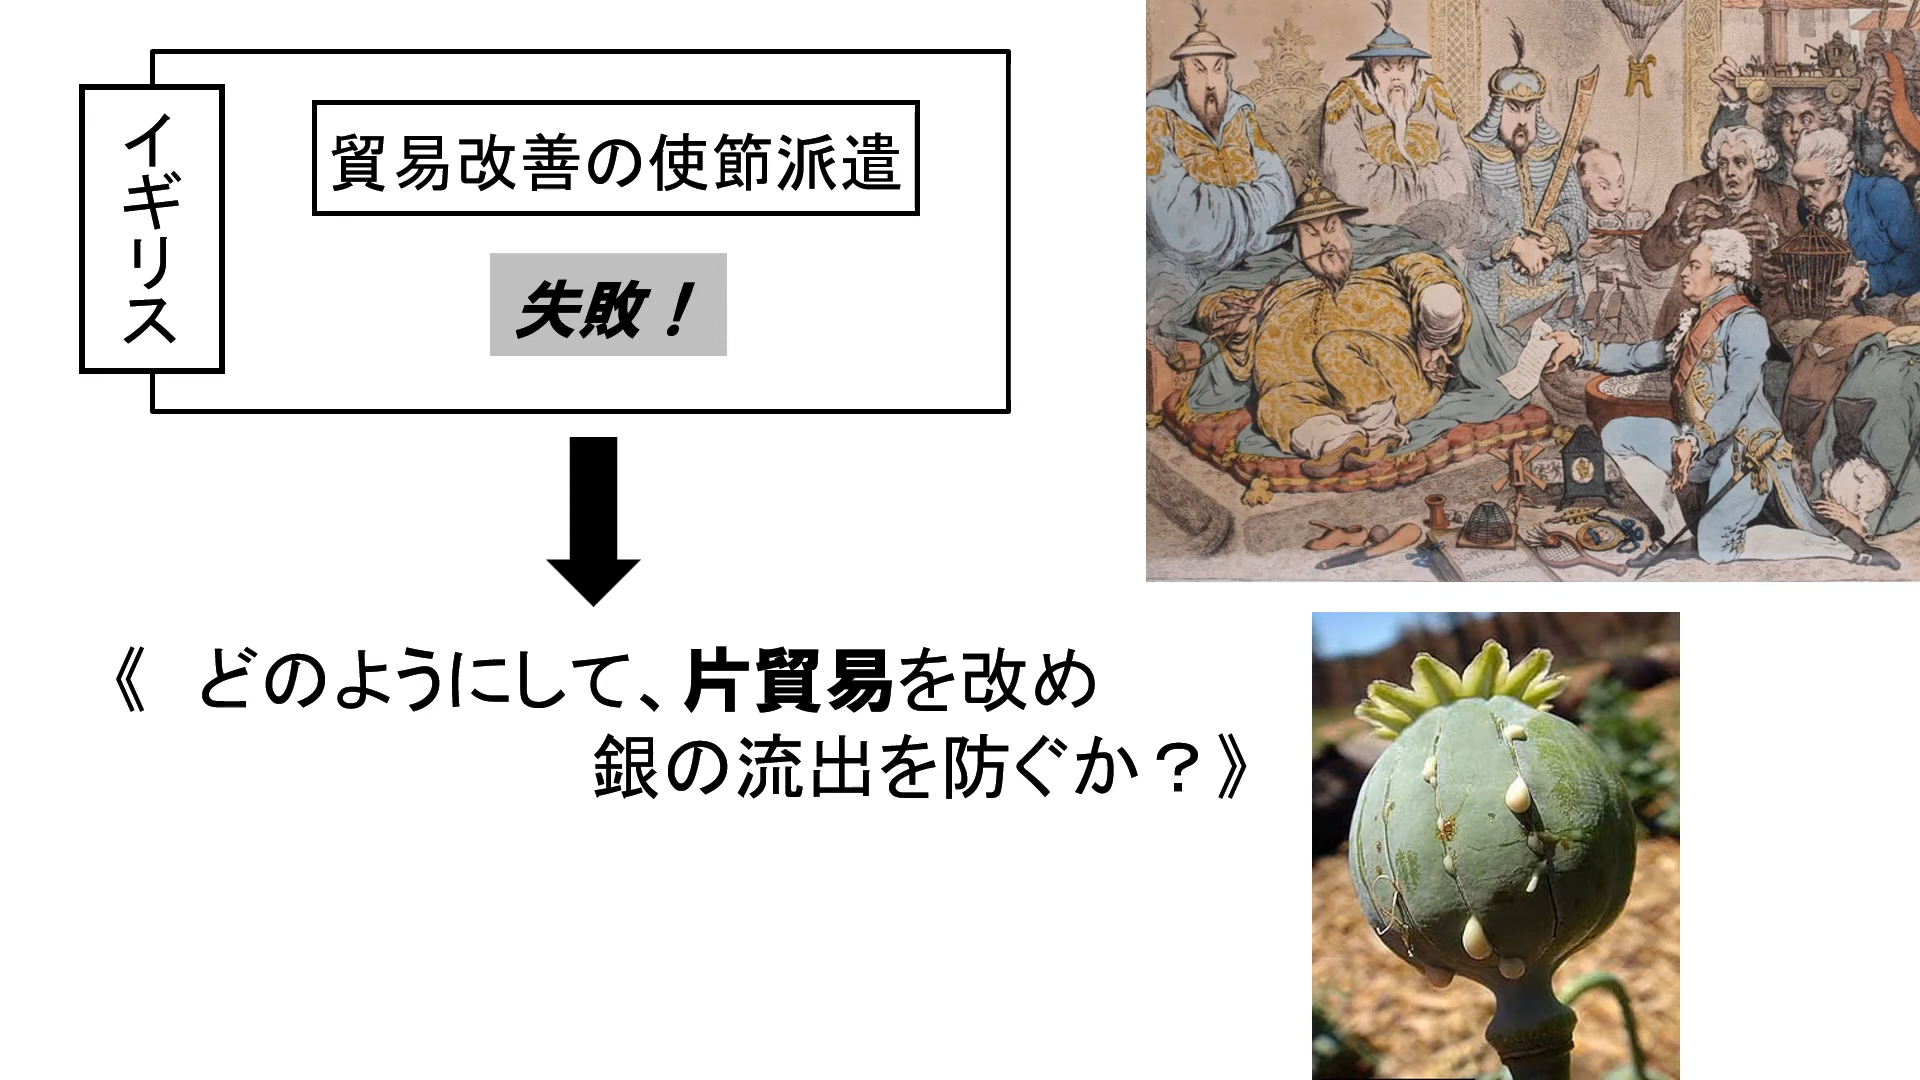 イギリス
貿易改善の使節派遣
失敗！
《　どのようにして、片貿易を改め
銀の流出を防ぐか？》